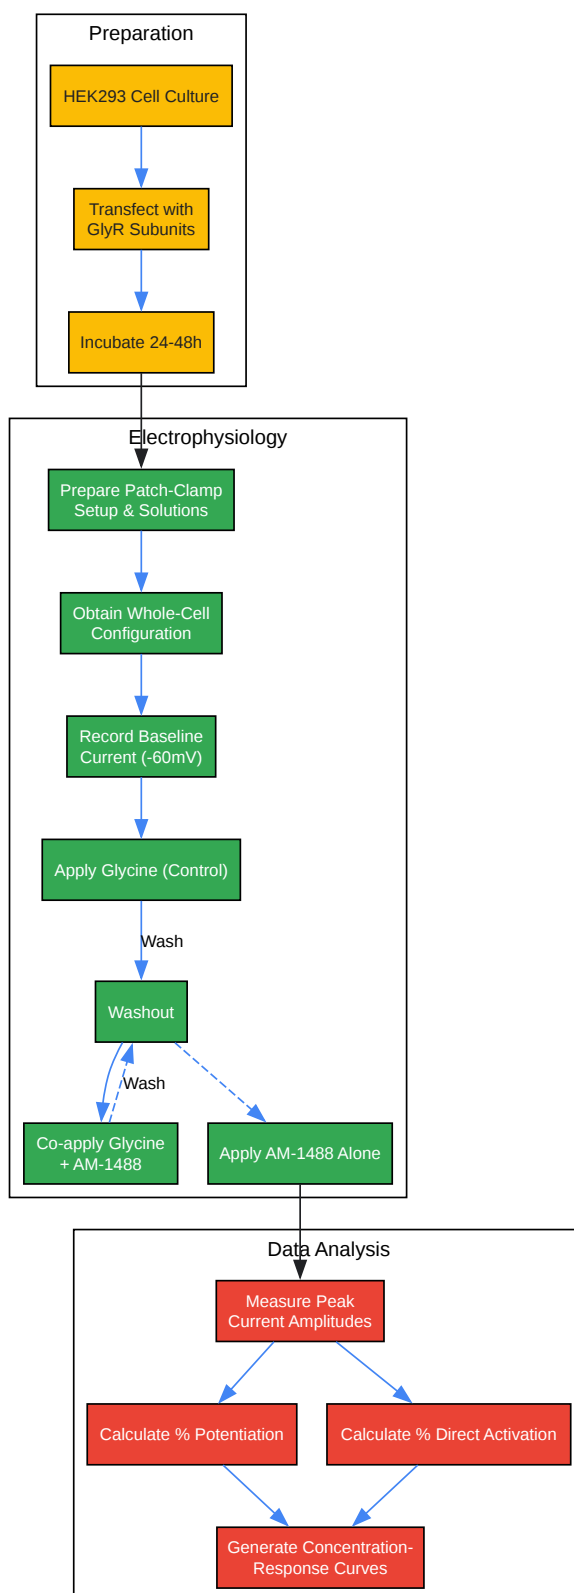 Preparation
HEK293 Cell Culture
Transfect with
GlyR Subunits
Incubate 24-48h
Electrophysiology
Prepare Patch-Clamp
Setup & Solutions
Obtain Whole-Cell
Configuration
Record Baseline
Current (-60mV)
Apply Glycine (Control)
Wash
Washout
Wash
Co-apply Glycine
+ AM-1488
Apply AM-1488 Alone
Data Analysis
Measure Peak
Current Amplitudes
Calculate % Potentiation
Calculate % Direct Activation
Generate Concentration-
Response Curves